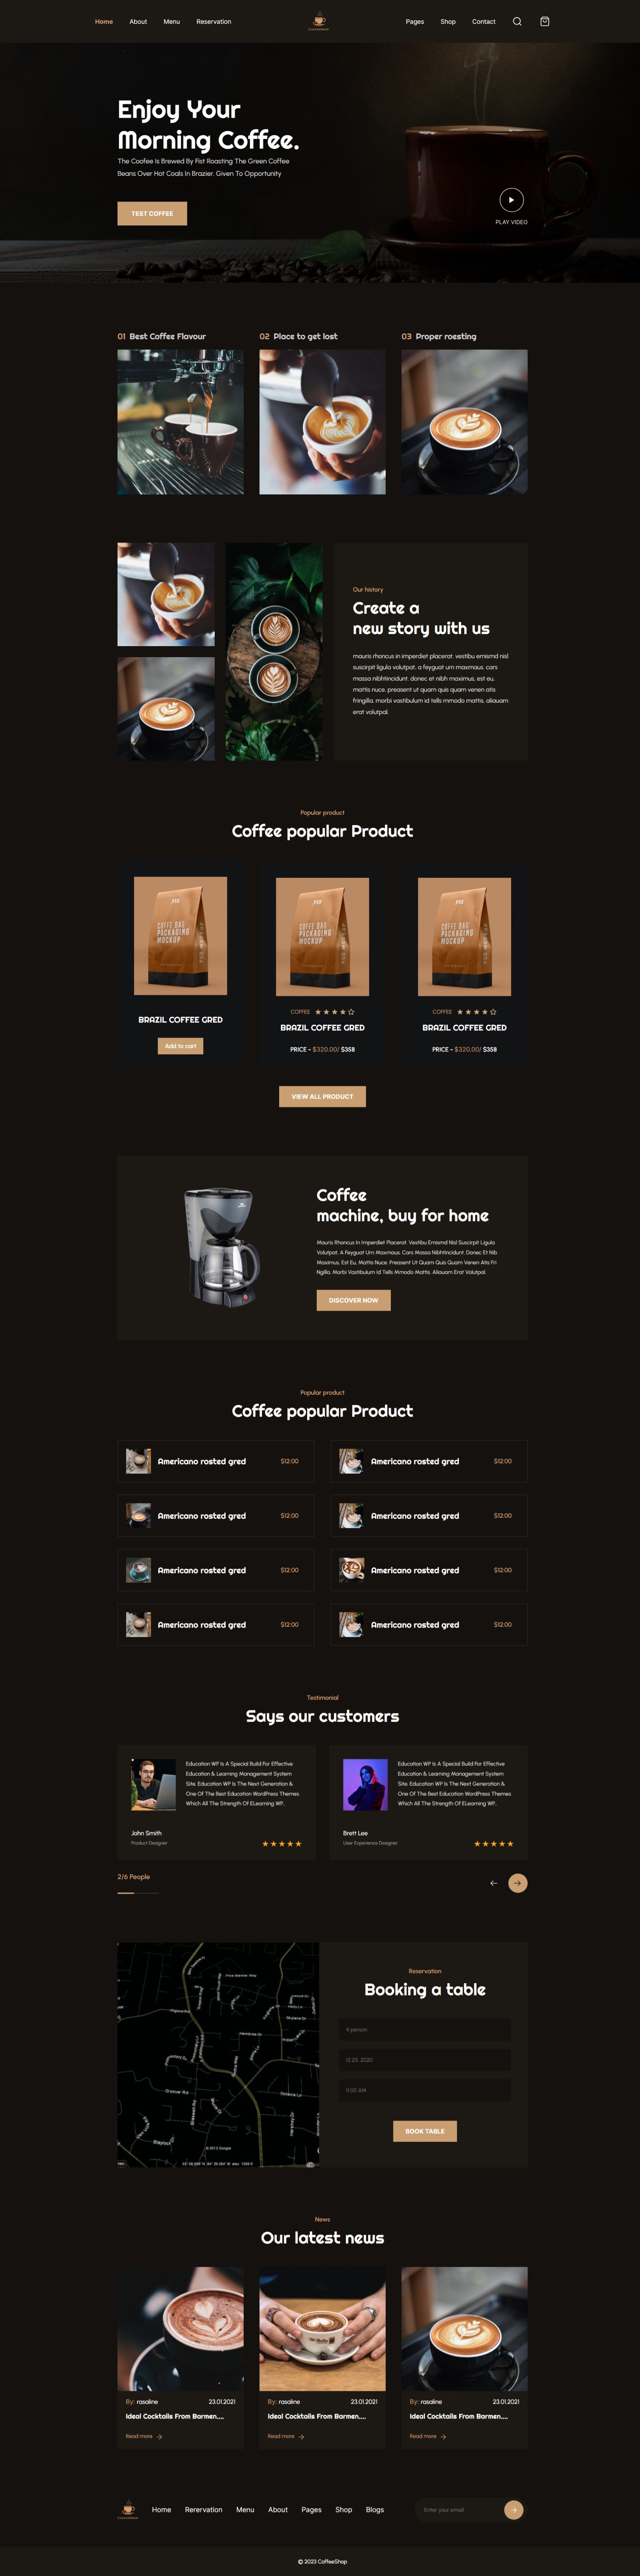 Home About Menu Reservation
COFFEESHOP
Pages Shop Contact
Enjoy Your
Morning Coffee.
The Coofee Is Brewed By Fist Roasting The Green Coffee
Beans Over Hot Coals In Brazier. Given To Opportunity
TEST COFFEE
PLAY VIDEO
01 Best Coffee Flavour
02 Place to get lost
03 Proper roesting
Our history
Create a
new story with us
mauris rhoncus in imperdiet placerat. vestibu emismd nisl
suscirpit ligula volutpat, a feyguat urn maxmaus. cars
massa nibhtincidunt. donec et nibh maximus, est eu,
mattis nuce. preasent ut quam quis quam venen atis
fringilla. morbi vastibulum id tells mmodo mattis. aliauam
erat volutpal.
Popular product
Coffee popular Product
COFFE BAG
PACKAGING
MOCKUP
BRAZIL COFFEE GRED
Add to cart
COFFE BAG
PACKAGING
MOCKUP
COFFEE
BRAZIL COFFEE GRED
PRICE - $320.00/ $358
COFFE BAG
PACKAGING
MOCKUP
COFFEE
BRAZIL COFFEE GRED
PRICE - $320.00/ $358
VIEW ALL PRODUCT
Coffee
machine, buy for home
Mauris Rhoncus In Imperdiet Placerat. Vestibu Emismd Nisl Suscirpit Ligula
Volutpat, A Feyguat Urn Maxmaus. Cars Massa Nibhtincidunt. Donec Et Nib
Maximus, Est Eu, Mattis Nuce. Preasent Ut Quam Quis Quam Venen Atis Fri
Ngilla. Morbi Vastibulum Id Tells Mmodo Mattis. Aliauam Erat Volutpal.
DISCOVER NOW
Popular product
Coffee popular Product
Americano rosted gred $12:00
Americano rosted gred $12:00
Americano rosted gred $12:00
Americano rosted gred $12:00
Americano rosted gred $12:00
Americano rosted gred $12:00
Americano rosted gred $12:00
Americano rosted gred $12:00
Testimonial
Says our customers
Education WP Is A Special Build For Effective
Education & Learning Management System
Site. Education WP Is The Next Generation &
One Of The Best Education WordPress Themes
Which All The Strength Of ELearning WP..
John Smith
Product Designer
Education WP Is A Special Build For Effective
Education & Learning Management System
Site. Education WP Is The Next Generation &
One Of The Best Education WordPress Themes
Which All The Strength Of ELearning WP..
Brett Lee
User Experience Designer
2/6 People
Reservation
Booking a table
4 person
12.25. 2020
11:00 AM
BOOK TABLE
News
Our latest news
By: rasaline 23.01.2021
Ideal Cocktails From Barmen....
Read more
By: rasaline 23.01.2021
Ideal Cocktails From Barmen....
Read more
By: rasaline 23.01.2021
Ideal Cocktails From Barmen....
Read more
COFFEESHOP
Home Rerervation Menu About Pages Shop Blogs
Enter your email
© 2023 CoffeeShop